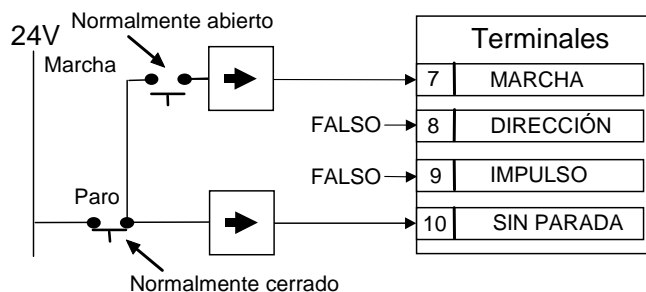 Normalmente abierto
24V
Marcha
Terminales
7 MARCHA
FALSO 8 DIRECCIÓN
FALSO 9 IMPULSO
Paro
10 SIN PARADA
Normalmente cerrado